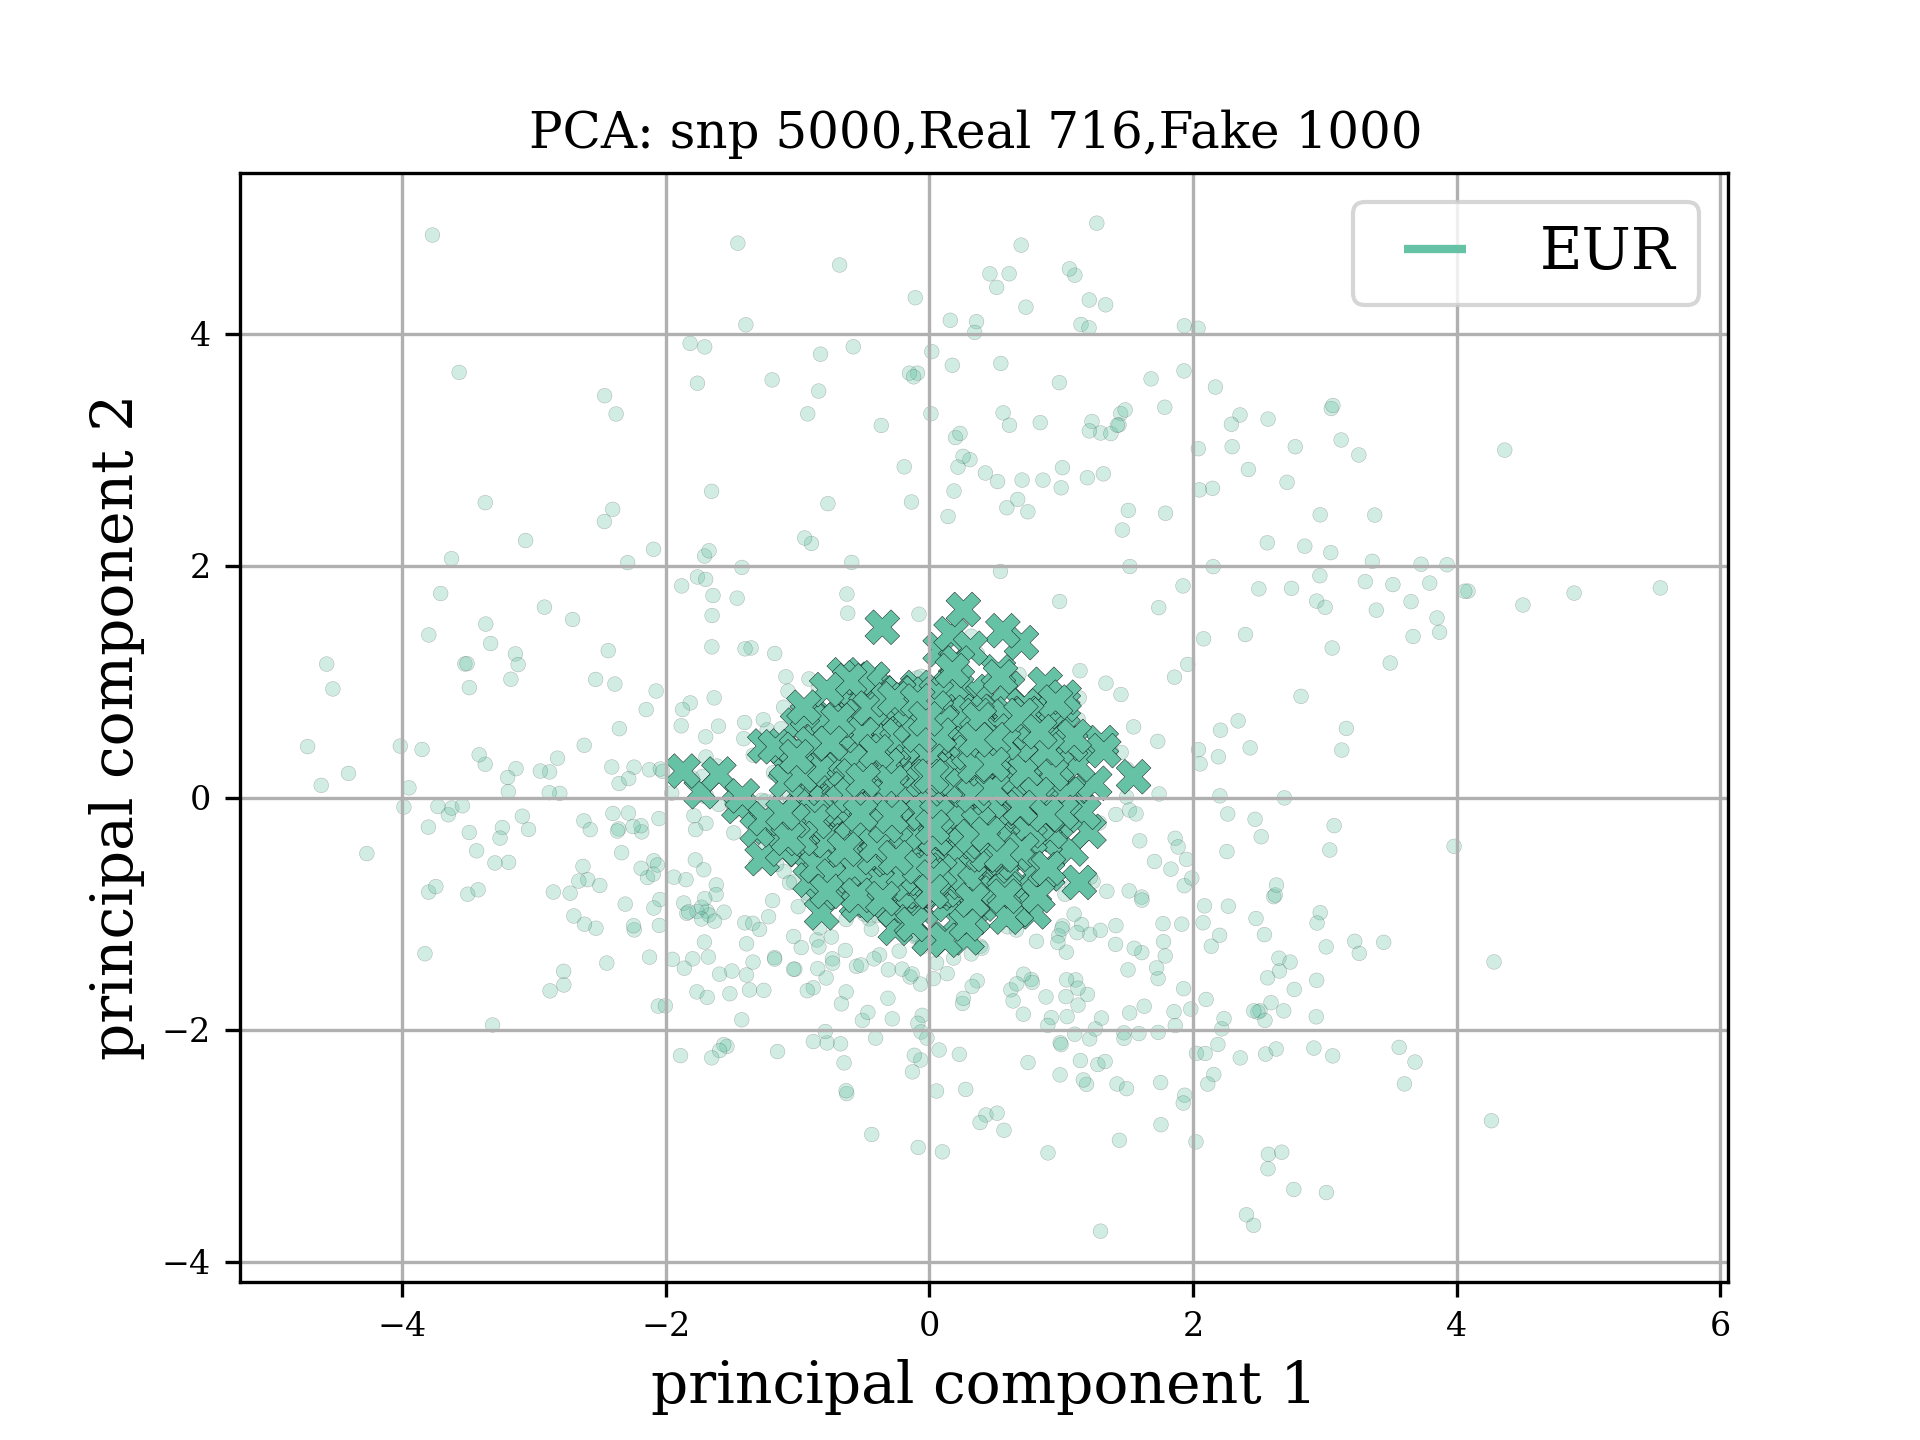 PCA: snp 5000,Real 716,Fake 1000
EUR
principal component 2
4
2
0
−2
−4
−4
−2
0
2
4
6
principal component 1